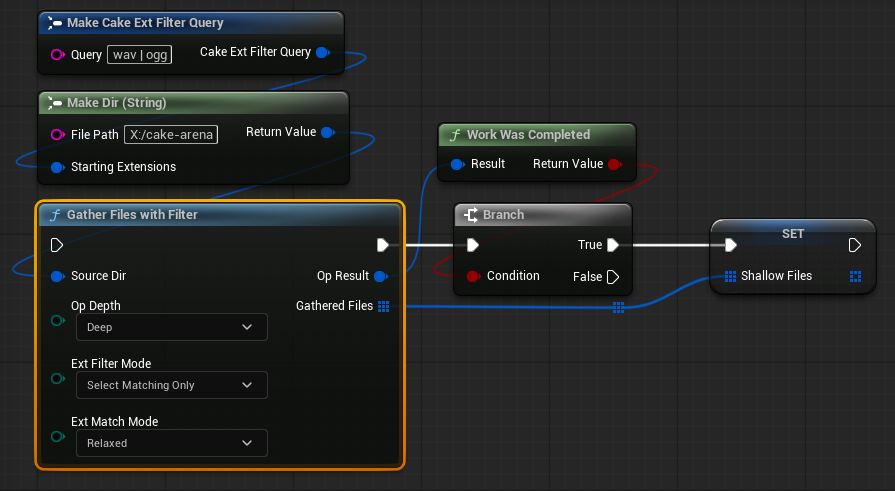 Make Cake Ext Filter Query
Query wav | ogg Cake Ext Filter Query
Make Dir (String)
File Path X:/cake-arena Return Value
Starting Extensions
Gather Files with Filter
Source Dir Op Result
Op Depth Gathered Files
Deep
Ext Filter Mode
Select Matching Only
Ext Match Mode
Relaxed
f Work Was Completed
Result Return Value
Branch
True
Condition False
SET
Shallow Files